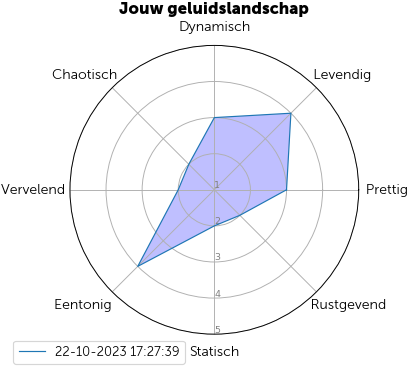 Jouw geluidslandschap
Dynamisch
Chaotisch
Levendig
Vervelend
1
Prettig
2
3
4
Eentonig
Rustgevend
5
22-10-2023 17:27:39
Statisch